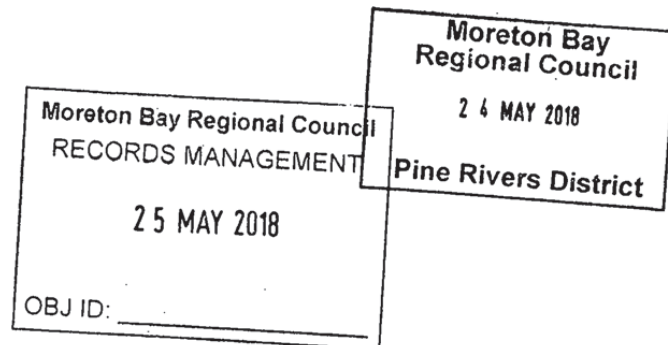 Moreton Bay
Regional Council
2 4 MAY 2018
Pine Rivers District
Moreton Bay Regional Council
RECORDS MANAGEMENT
2 5 MAY 2018
OBJ ID: